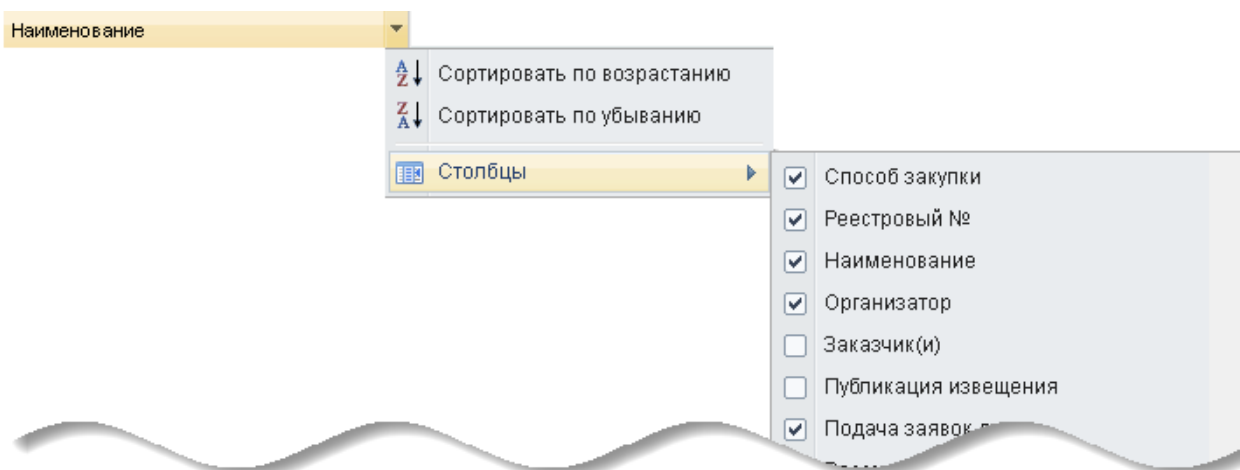 Наименование
Сортировать по возрастанию
Сортировать по убыванию
Столбцы
Способ закупки
Реестровый №
Наименование
Организатор
Заказчик(и)
Публикация извещения
Подача заявок